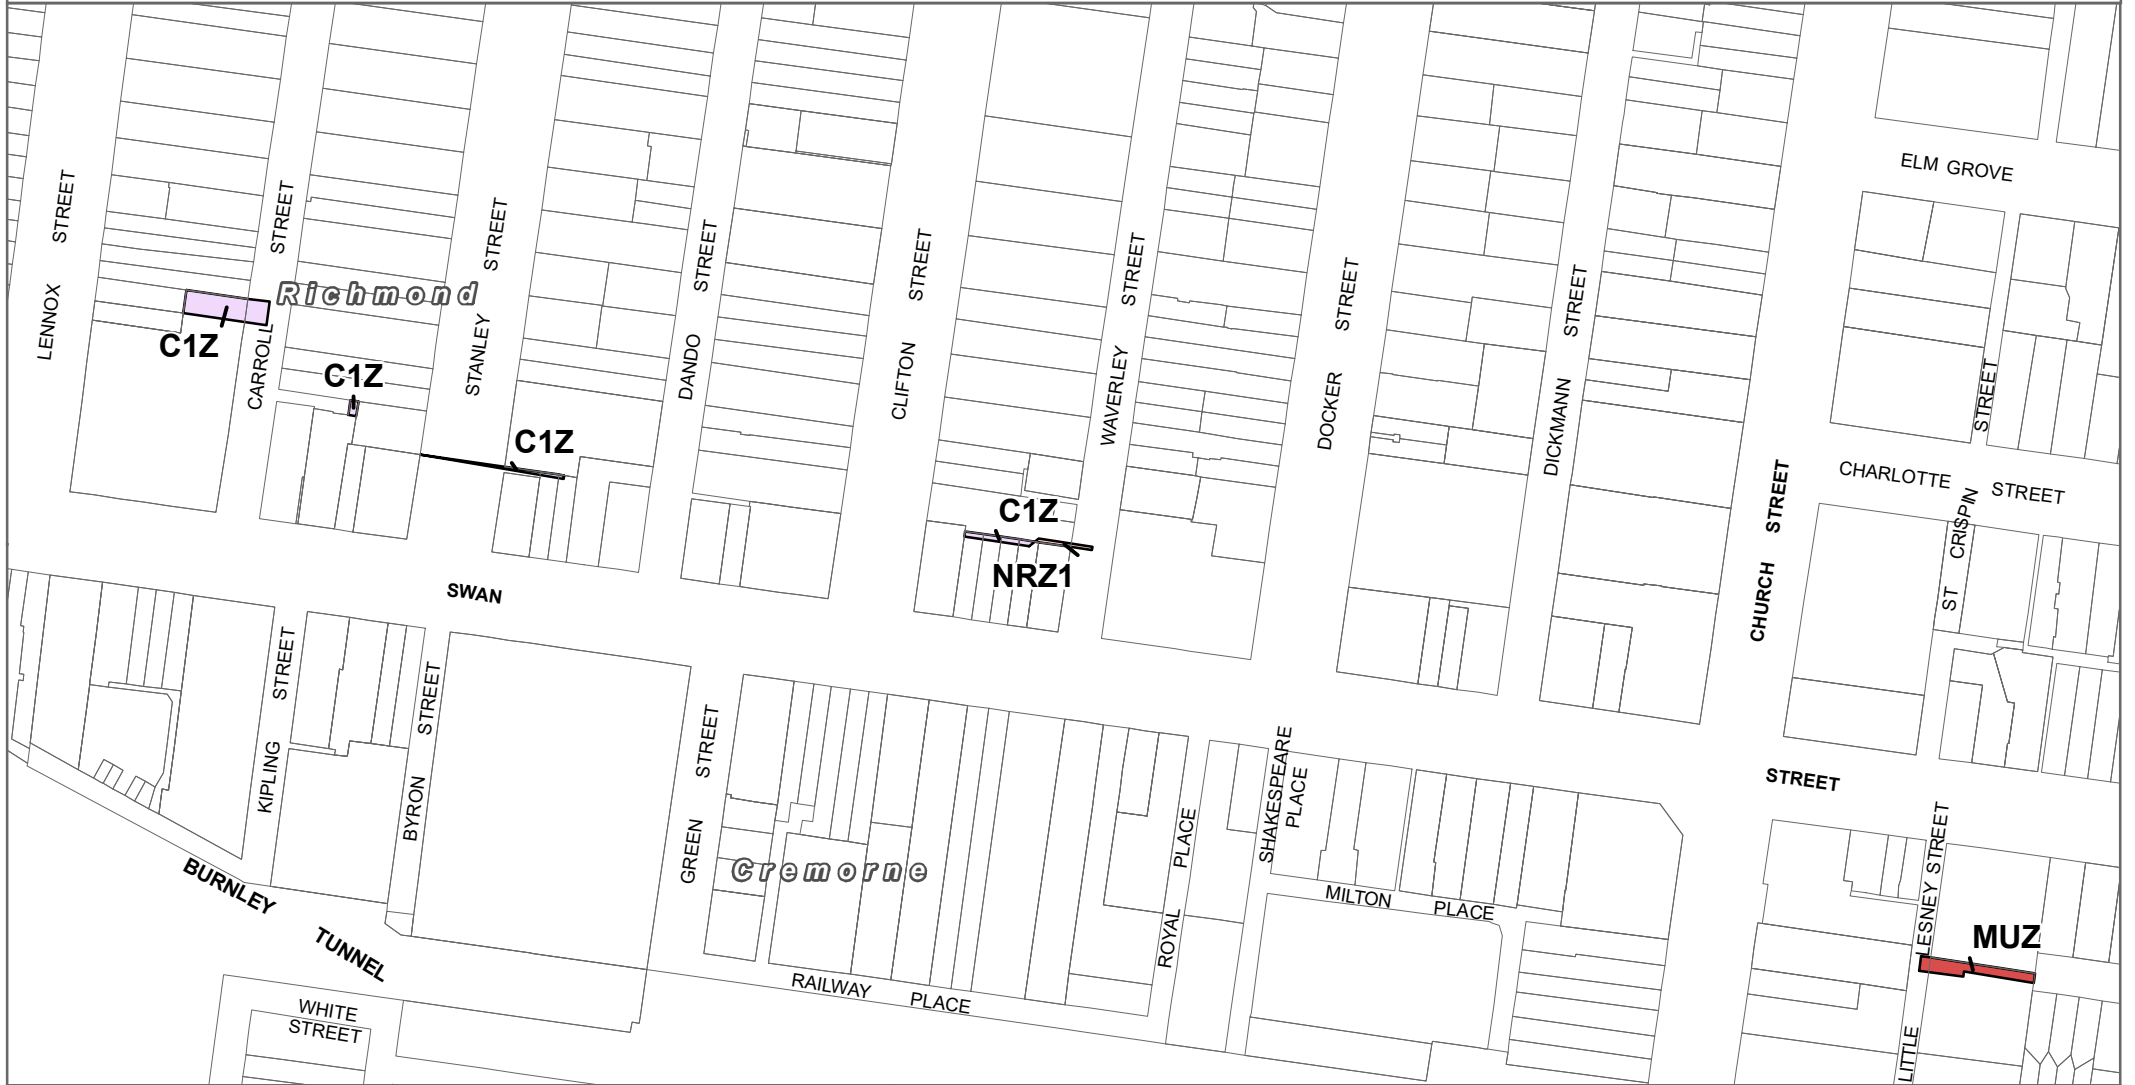 ELM GROVE
LENNOX STREET
CARROLL STREET
STANLEY STREET
DANDO STREET
CLIFTON STREET
WAVERLEY STREET
DOCKER STREET
DICKMANN STREET
CHURCH STREET
Richmond
C1Z
C1Z
C1Z
C1Z
NRZ1
CHARLOTTE STREET
ST CRISPIN STREET
SWAN STREET
KIPLING STREET
BYRON STREET
GREEN STREET
ROYAL PLACE
SHAKESPEARE
PLACE
MILTON PLACE
Cremorne
BURNLEY TUNNEL
RAILWAY PLACE
WHITE
STREET
LITTLE LESNEY STREET
MUZ